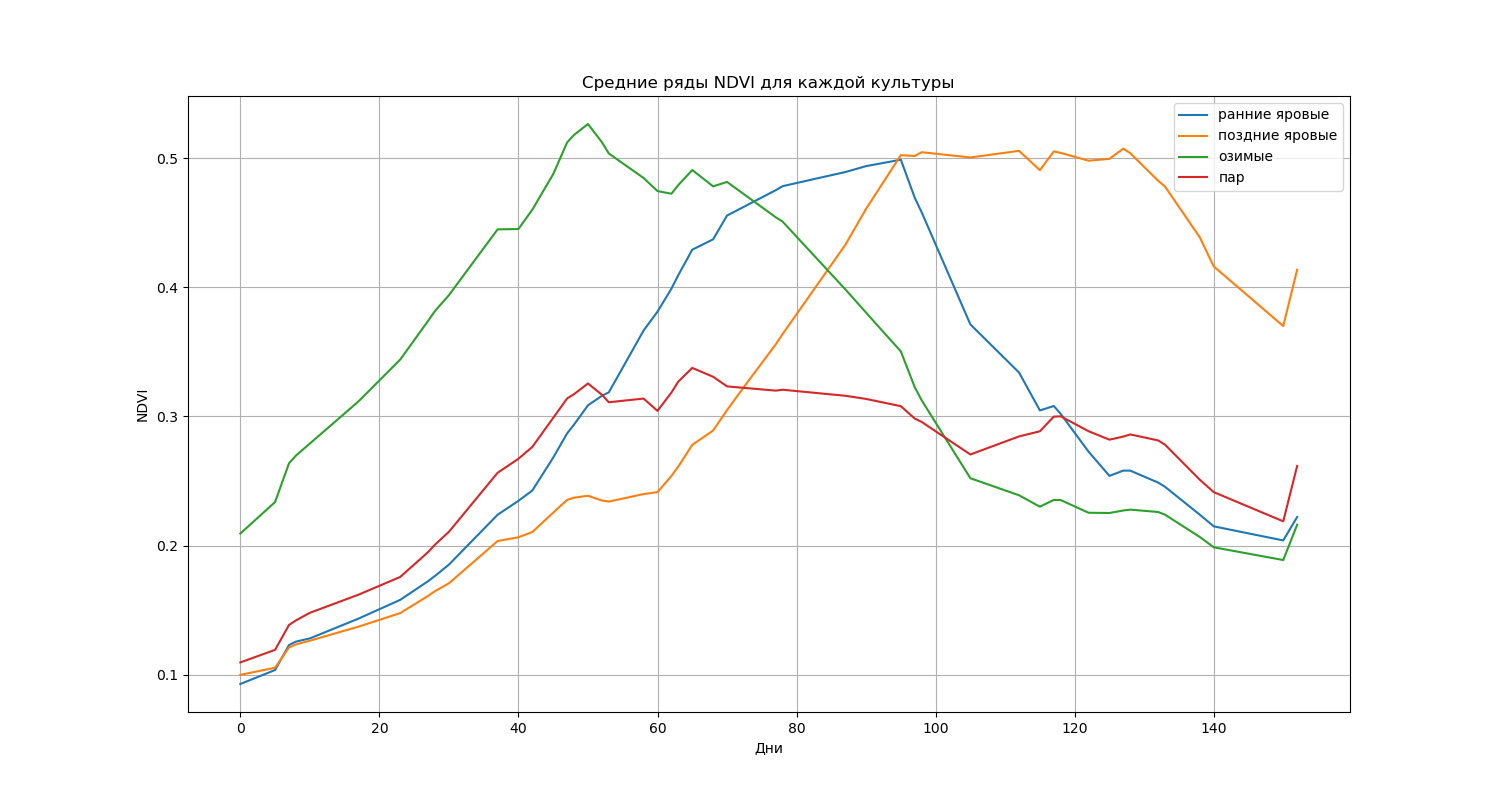 Средние ряды NDVI для каждой культуры
ранние яровые
поздние яровые
озимые
пар
0.5
0.4
0.3
0.2
0.1
NDVI
0 20 40 60 80 100 120 140
Дни